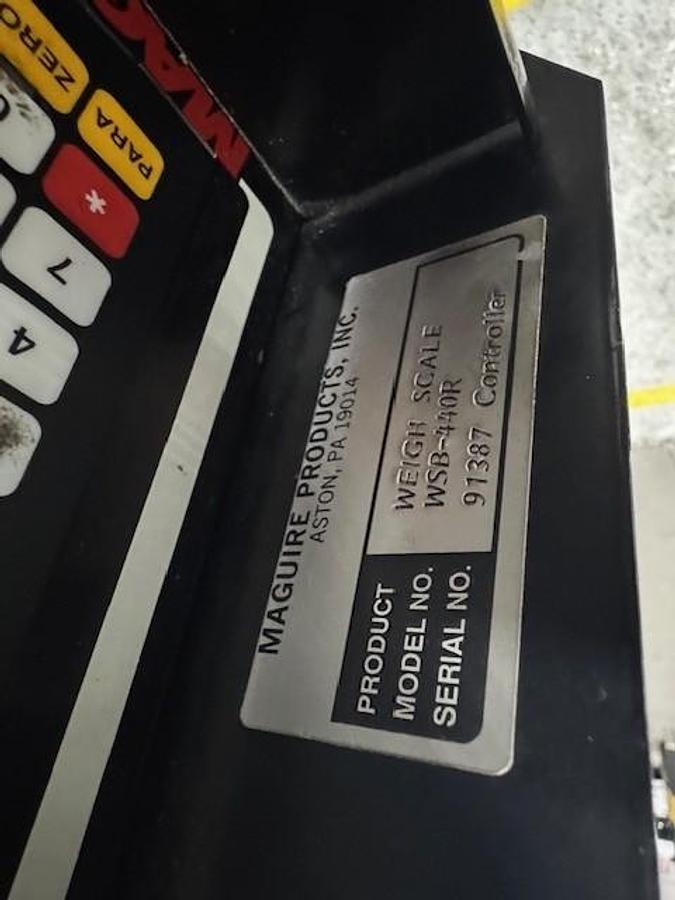 MAGUIRE PRODUCTS, INC.
ASTON, PA 19014
PRODUCT WEIGH SCALE
MODEL NO. WSB-440R
SERIAL NO. 91387 Controller
ZERO
PARA
*
7
4
0